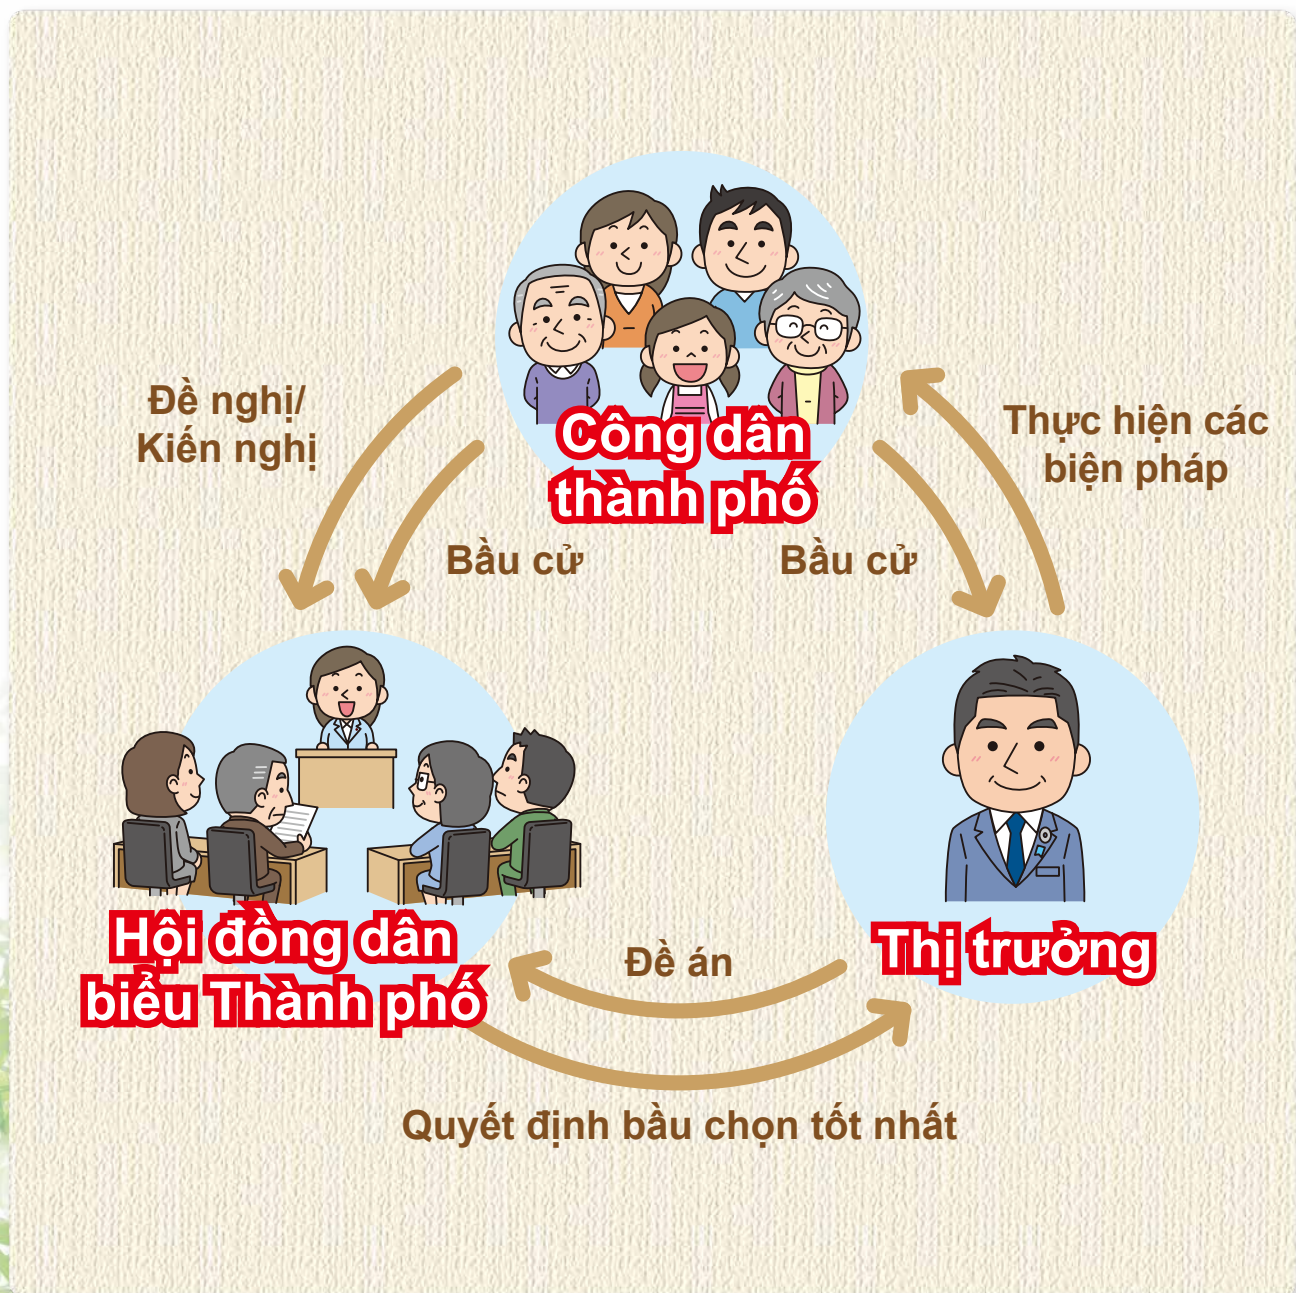 Công dân
thành phố
Đề nghị/
Kiến nghị
Thực hiện các
biện pháp
Bầu cử
Bầu cử
Hội đồng dân
biểu Thành phố
Đề án
Thị trưởng
Quyết định bầu chọn tốt nhất